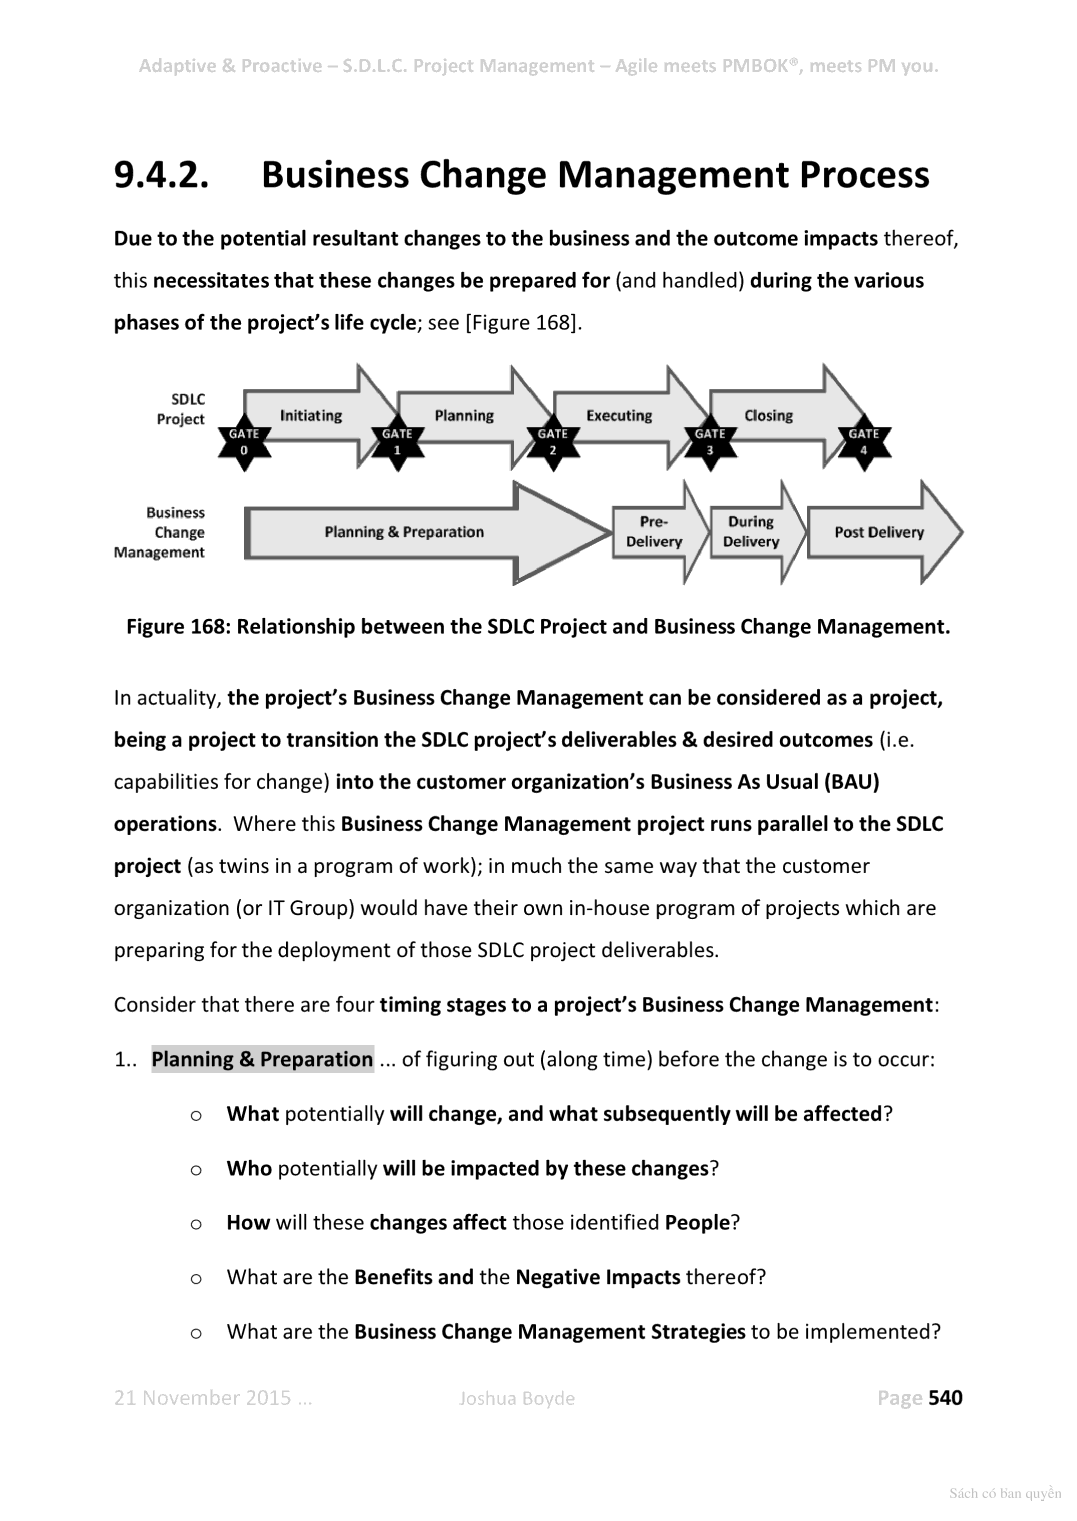 Adaptive & Proactive – S.D.L.C. Project Management – Agile meets PMBOK®, meets PM you.
9.4.2. Business Change Management Process
Due to the potential resultant changes to the business and the outcome impacts thereof,
this necessitates that these changes be prepared for (and handled) during the various
phases of the project’s life cycle; see [Figure 168].
SDLC
Project
Initiating
Planning
Executing
Closing
GATE
0
GATE
1
GATE
2
GATE
3
GATE
4
Business
Change
Management
Planning & Preparation
Pre-
Delivery
During
Delivery
Post Delivery
Figure 168: Relationship between the SDLC Project and Business Change Management.
In actuality, the project’s Business Change Management can be considered as a project,
being a project to transition the SDLC project’s deliverables & desired outcomes (i.e.
capabilities for change) into the customer organization’s Business As Usual (BAU)
operations.  Where this Business Change Management project runs parallel to the SDLC
project (as twins in a program of work); in much the same way that the customer
organization (or IT Group) would have their own in-house program of projects which are
preparing for the deployment of those SDLC project deliverables.
Consider that there are four timing stages to a project’s Business Change Management:
1.. Planning & Preparation ... of figuring out (along time) before the change is to occur:
o What potentially will change, and what subsequently will be affected?
o Who potentially will be impacted by these changes?
o How will these changes affect those identified People?
o What are the Benefits and the Negative Impacts thereof?
o What are the Business Change Management Strategies to be implemented?
21 November 2015 ... Joshua Boyde Page 540
Sách có bản quyền